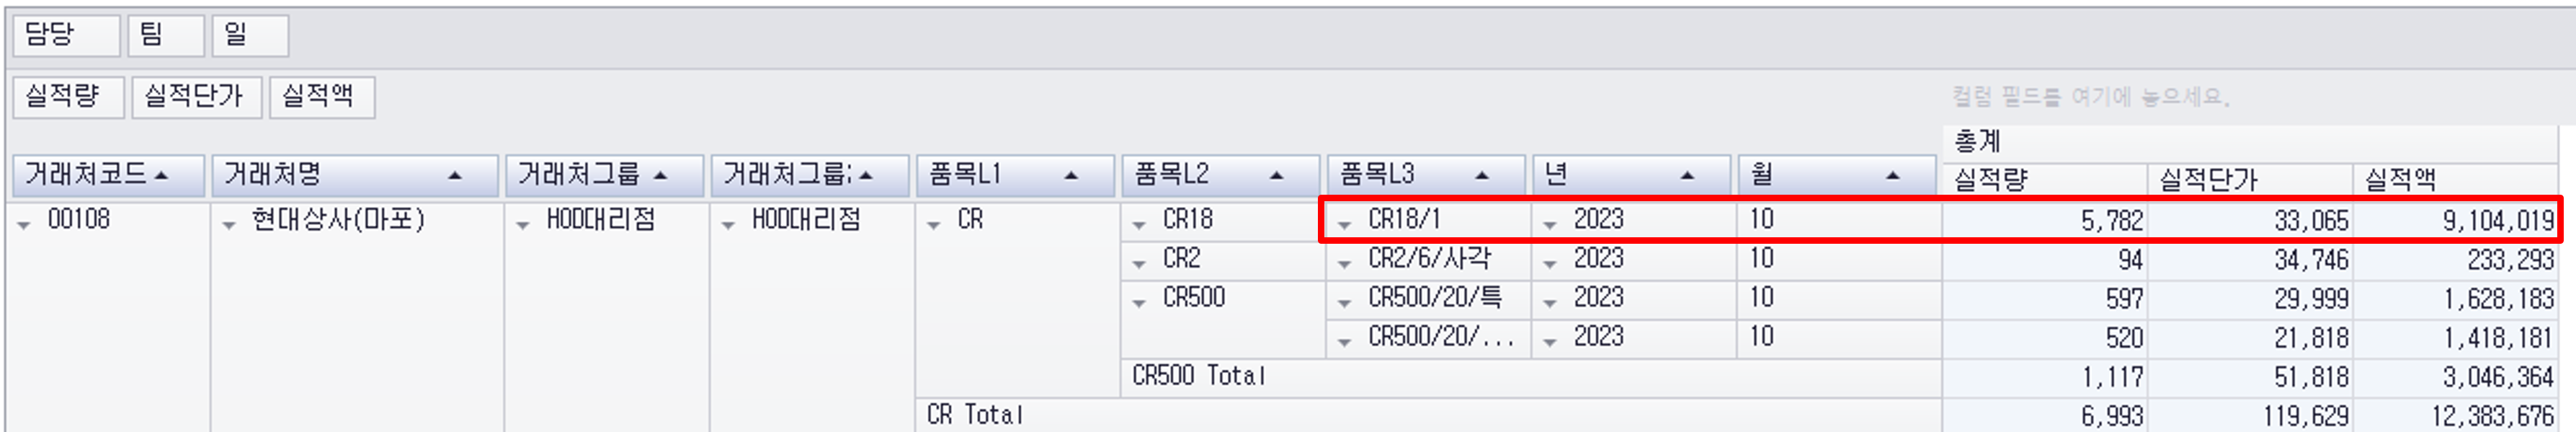 담당 팀 일
실적량 실적단가 실적액 컬럼 필드를 여기에 놓으세요.
총계
거래처코드 거래처명 거래처그룹 거래처그룹 품목L1 품목L2 품목L3 년 월 실적량 실적단가 실적액
00108 현대상사(마포) HOD대리점 HOD대리점 CR CR18 CR18/1 2023 10 5,782 33,065 9,104,019
CR2 CR2/6/사각 2023 10 94 34,746 233,293
CR500 CR500/20/특 2023 10 597 29,999 1,628,183
CR500/20/... 2023 10 520 21,818 1,418,181
CR500 Total 1,117 51,818 3,046,364
CR Total 6,993 119,629 12,383,676